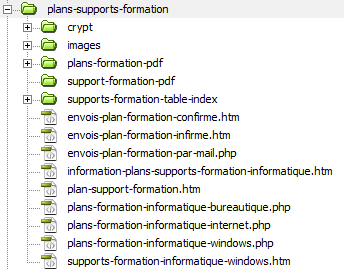 plans-supports-formation
crypt
images
plans-formation-pdf
support-formation-pdf
supports-formation-table-index
envois-plan-formation-confirme.htm
envois-plan-formation-infirme.htm
envois-plan-formation-par-mail.php
information-plans-supports-formation-informatique.htm
plan-support-formation.htm
plans-formation-informatique-bureautique.php
plans-formation-informatique-internet.php
plans-formation-informatique-windows.php
supports-formation-informatique-windows.htm